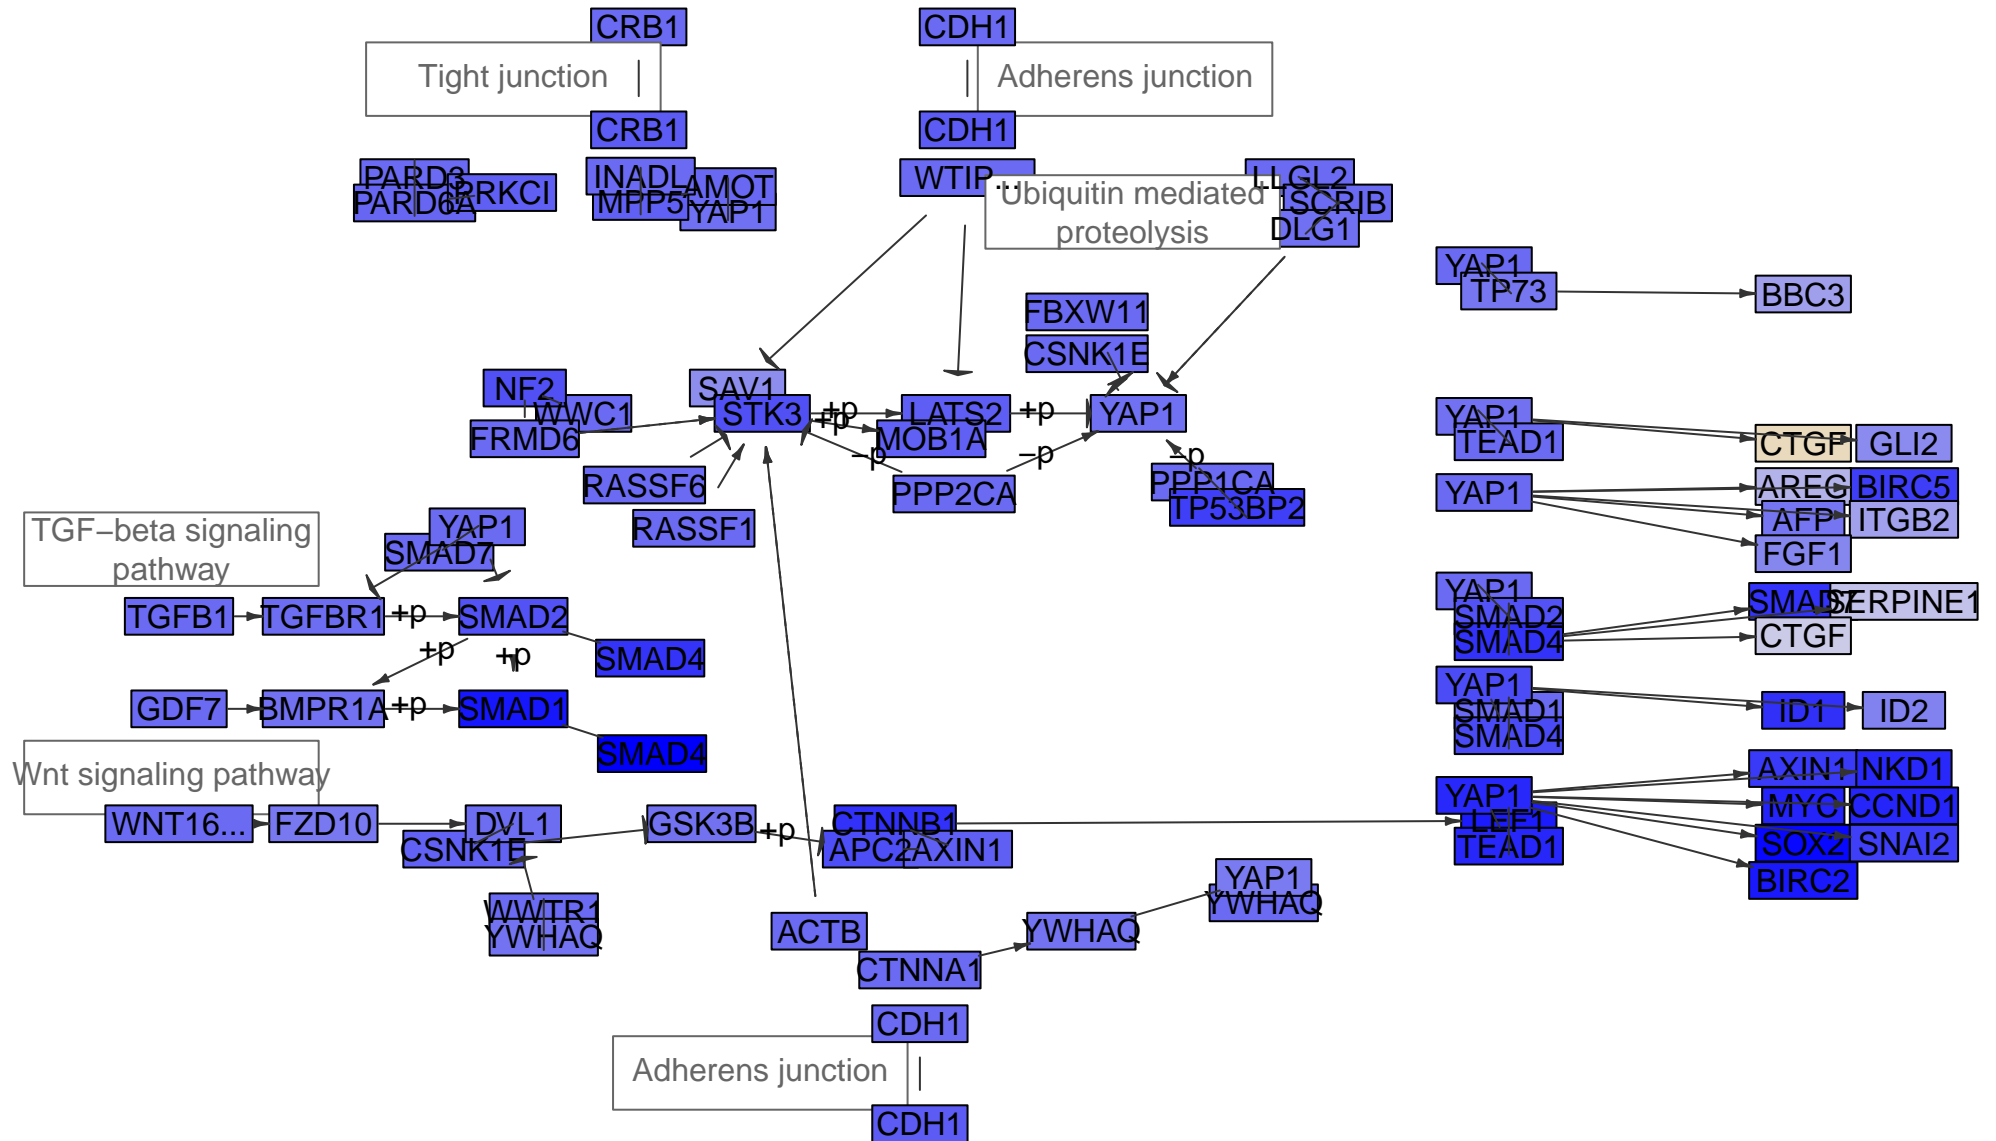 CRB1
CDH1
Tight junction
Adherens junction
CRB1
CDH1
PARD3
PARD6A
PRKCI
INADL
MPP5
AMOT
YAP1
WTIP...
LLGL2
SCRIB
DLG1
Ubiquitin mediated
proteolysis
YAP1
TP73
BBC3
FBXW11
CSNK1E
NF2
WWC1
FRMD6
SAV1
STK3
+p
+p
LATS2
MOB1A
+p
YAP1
–p
–p
–p
RASSF6
RASSF1
PPP2CA
PPP1CA
TP53BP2
YAP1
TEAD1
CTGF
GLI2
YAP1
AREG
BIRC5
AFP
ITGB2
FGF1
TGF–beta signaling
pathway
YAP1
SMAD7
TGFB1
TGFBR1
+p
SMAD2
+p
+p
SMAD4
GDF7
BMPR1A
+p
SMAD1
SMAD4
YAP1
SMAD2
SMAD4
SMAD7
SERPINE1
CTGF
YAP1
SMAD1
SMAD4
ID1
ID2
Wnt signaling pathway
WNT16...
FZD10
DVL1
CSNK1E
GSK3B
+p
CTNNB1
APC2
AXIN1
YAP1
LEF1
TEAD1
AXIN1
NKD1
MYC
CCND1
SOX2
SNAI2
BIRC2
WWTR1
YWHAQ
ACTB
CTNNA1
YWHAQ
YAP1
YWHAQ
CDH1
Adherens junction
CDH1